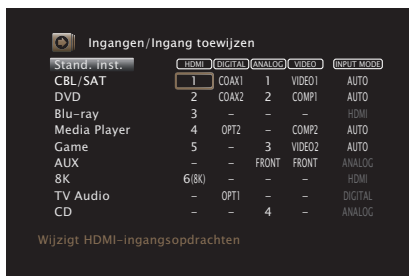 Ingangen/Ingang toewijzen
Stand. inst. HDMI DIGITAL ANALOG VIDEO INPUT MODE
CBL/SAT 1 COAX1 1 VIDEO1 AUTO
DVD 2 COAX2 2 COMP1 AUTO
Blu-ray 3 – – – HDMI
Media Player 4 OPT2 – COMP2 AUTO
Game 5 – 3 VIDEO2 AUTO
AUX – – FRONT FRONT ANALOG
8K 6(8K) – – – HDMI
TV Audio – OPT1 – – DIGITAL
CD – – 4 – ANALOG
Wijzigt HDMI-ingangsopdrachten